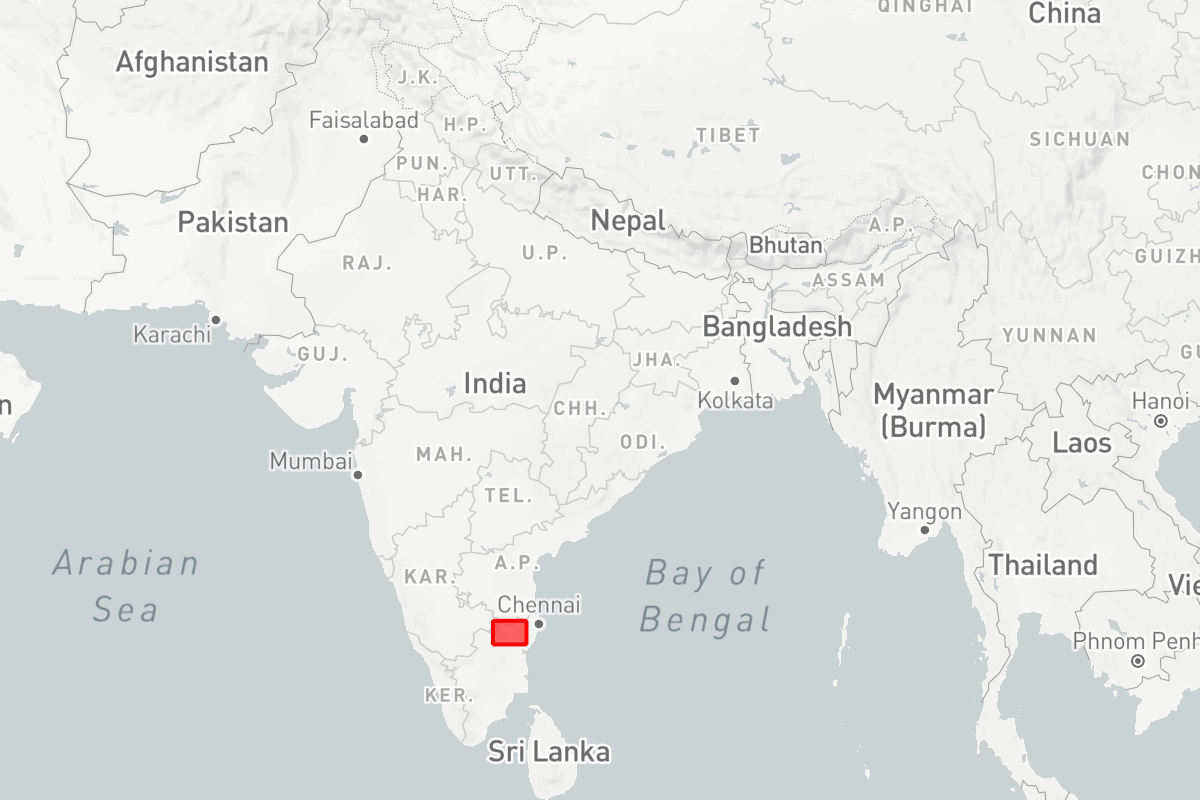 QINGHAI
China
Afghanistan
J.K.
Faisalabad
H.P.
TIBET
SICHUAN
PUN.
UTT.
CHON
HAR.
Pakistan
Nepal
A.P.
Bhutan
U.P.
GUIZH
RAJ.
ASSAM
Karachi
Bangladesh
YUNNAN
GUJ.
JHA.
GU
India
Kolkata
Myanmar
(Burma)
Hanoi
n
CHH.
ODI.
Laos
MAH.
Mumbai
TEL.
Yangon
Arabian
Sea
A.P.
Bay of
Bengal
Thailand
KAR.
Vie
Chennai
Phnom Penh
KER.
Sri Lanka